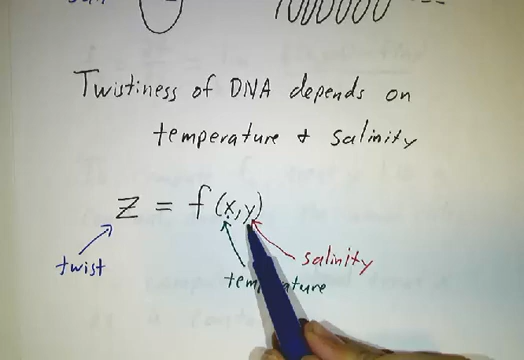 Twistiness of DNA depends on
temperature & salinity
z = f(x,y)
twist
salinity
temperature